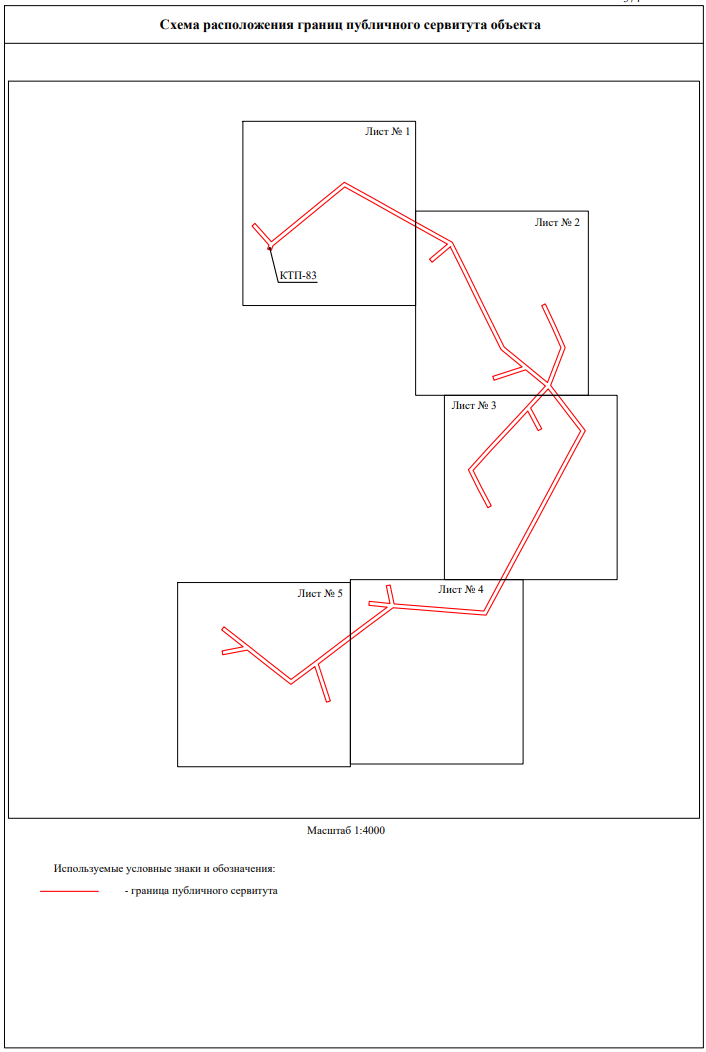 Схема расположения границ публичного сервитута объекта
Лист № 1
Лист № 2
КТП-83
Лист № 3
Лист № 4
Лист № 5
Масштаб 1:4000
Используемые условные знаки и обозначения:
- граница публичного сервитута